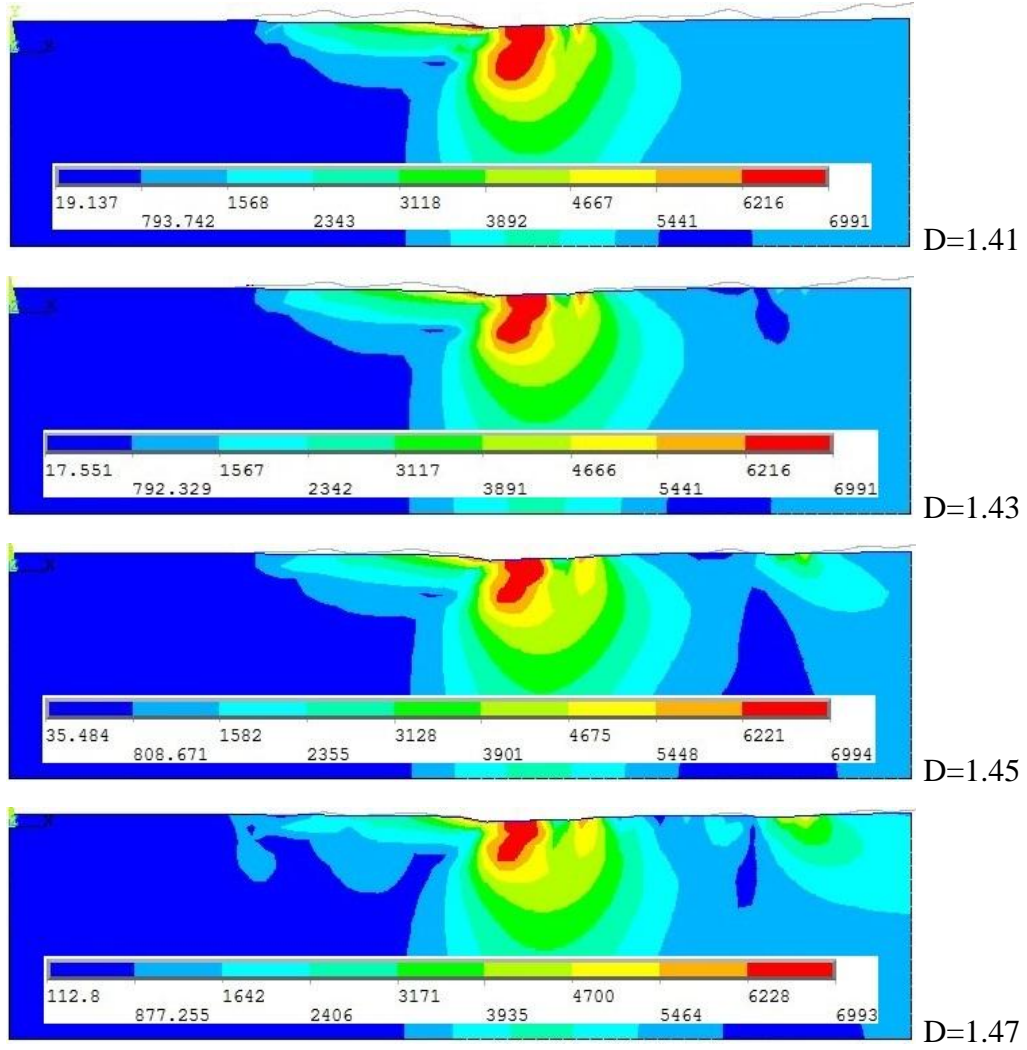 19.137 1568 3118 4667 6216
793.742 2343 3892 5441 6991
D=1.41
17.551 1567 3117 4666 6216
792.329 2342 3891 5441 6991
D=1.43
35.484 1582 3128 4675 6221
808.671 2355 3901 5448 6994
D=1.45
112.8 1642 3171 4700 6228
877.255 2406 3935 5464 6993
D=1.47